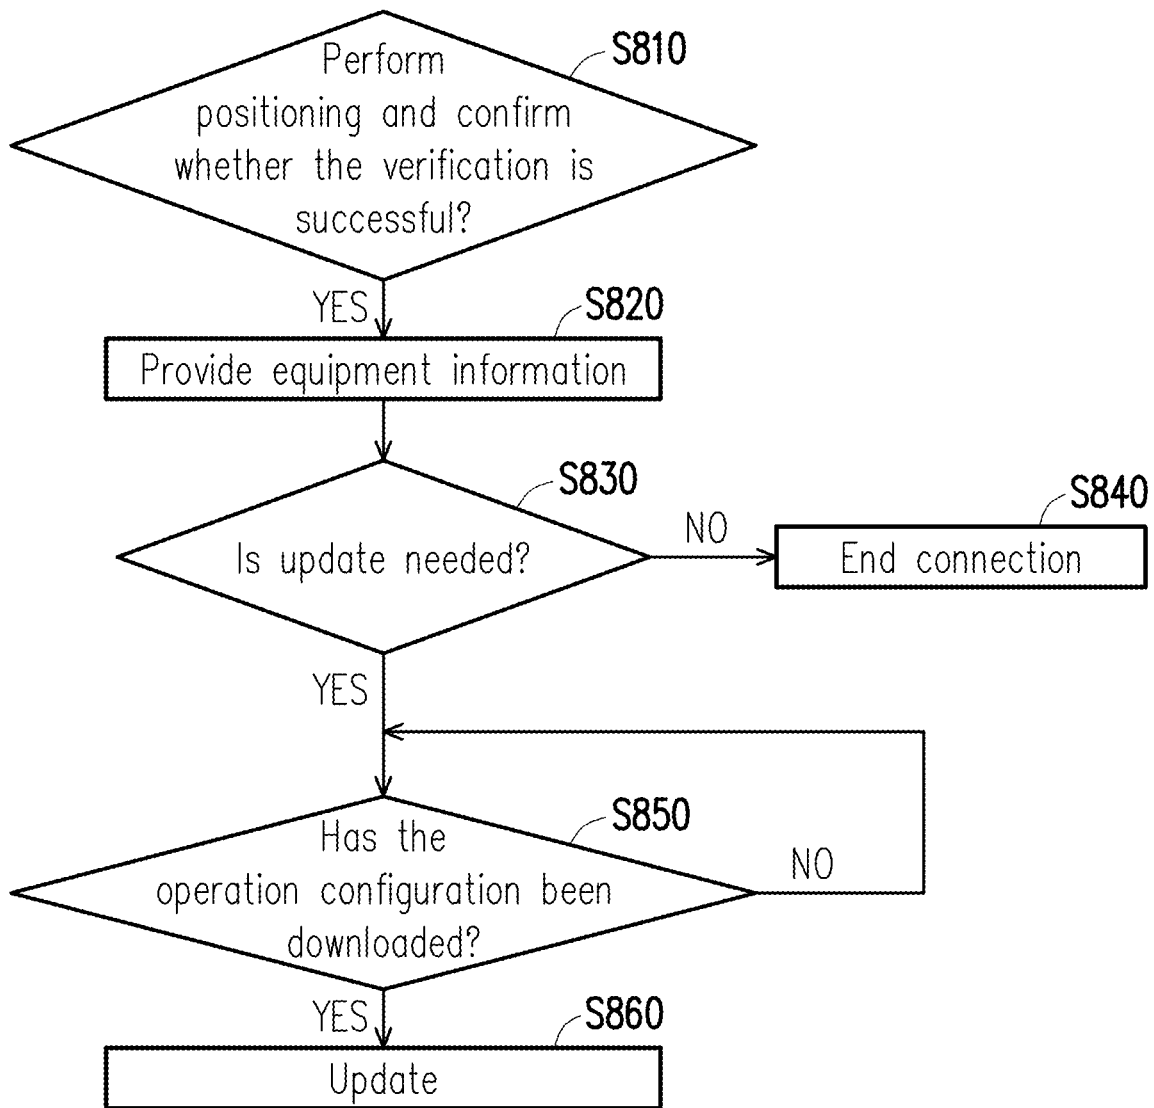 S810
Perform
positioning and confirm
whether the verification is
successful?
YES
S820
Provide equipment information
S830
Is update needed?
NO
S840
End connection
YES
S850
Has the
operation configuration been
downloaded?
NO
YES
S860
Update